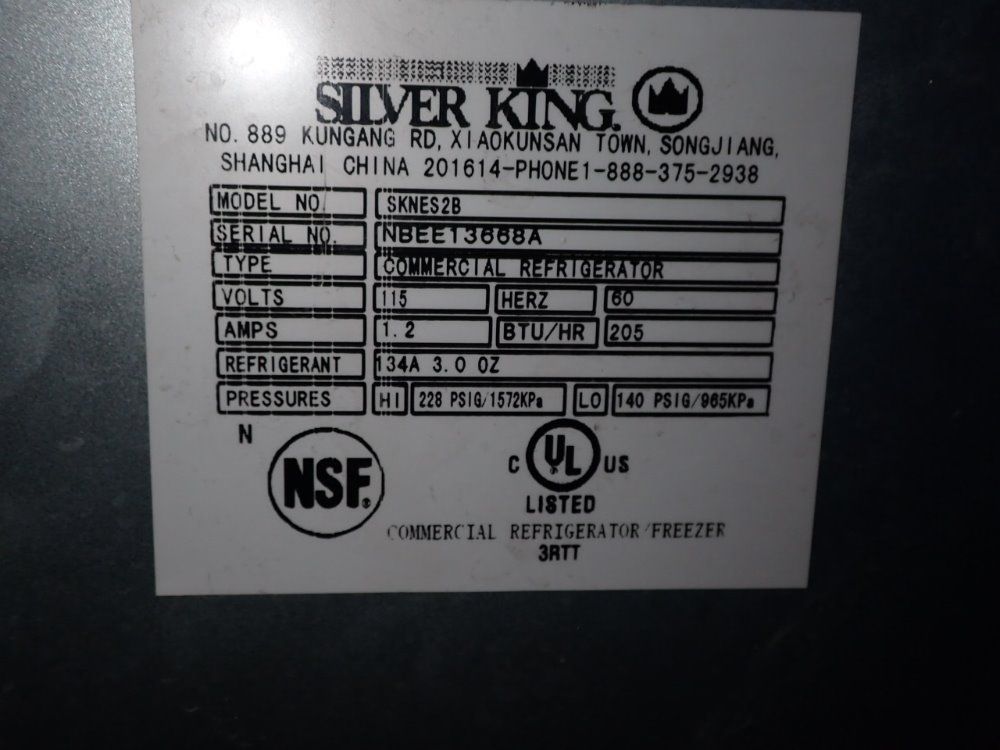 SILVER KING.
NO. 889 KUNGANG RD, XIAOKUNSAN TOWN, SONGJIANG,
SHANGHAI CHINA 201614-PHONE1-888-375-2938
MODEL NO. SKNES2B
SERIAL NO. NBEE13668A
TYPE COMMERCIAL REFRIGERATOR
VOLTS 115 HERZ 60
AMPS 1.2 BTU/HR 205
REFRIGERANT 134A 3.0 OZ
PRESSURES HI 228 PSIG/1572KPa LO 140 PSIG/965KPa
N
NSF®
C UL US
LISTED
COMMERCIAL REFRIGERATOR/FREEZER
3RTT